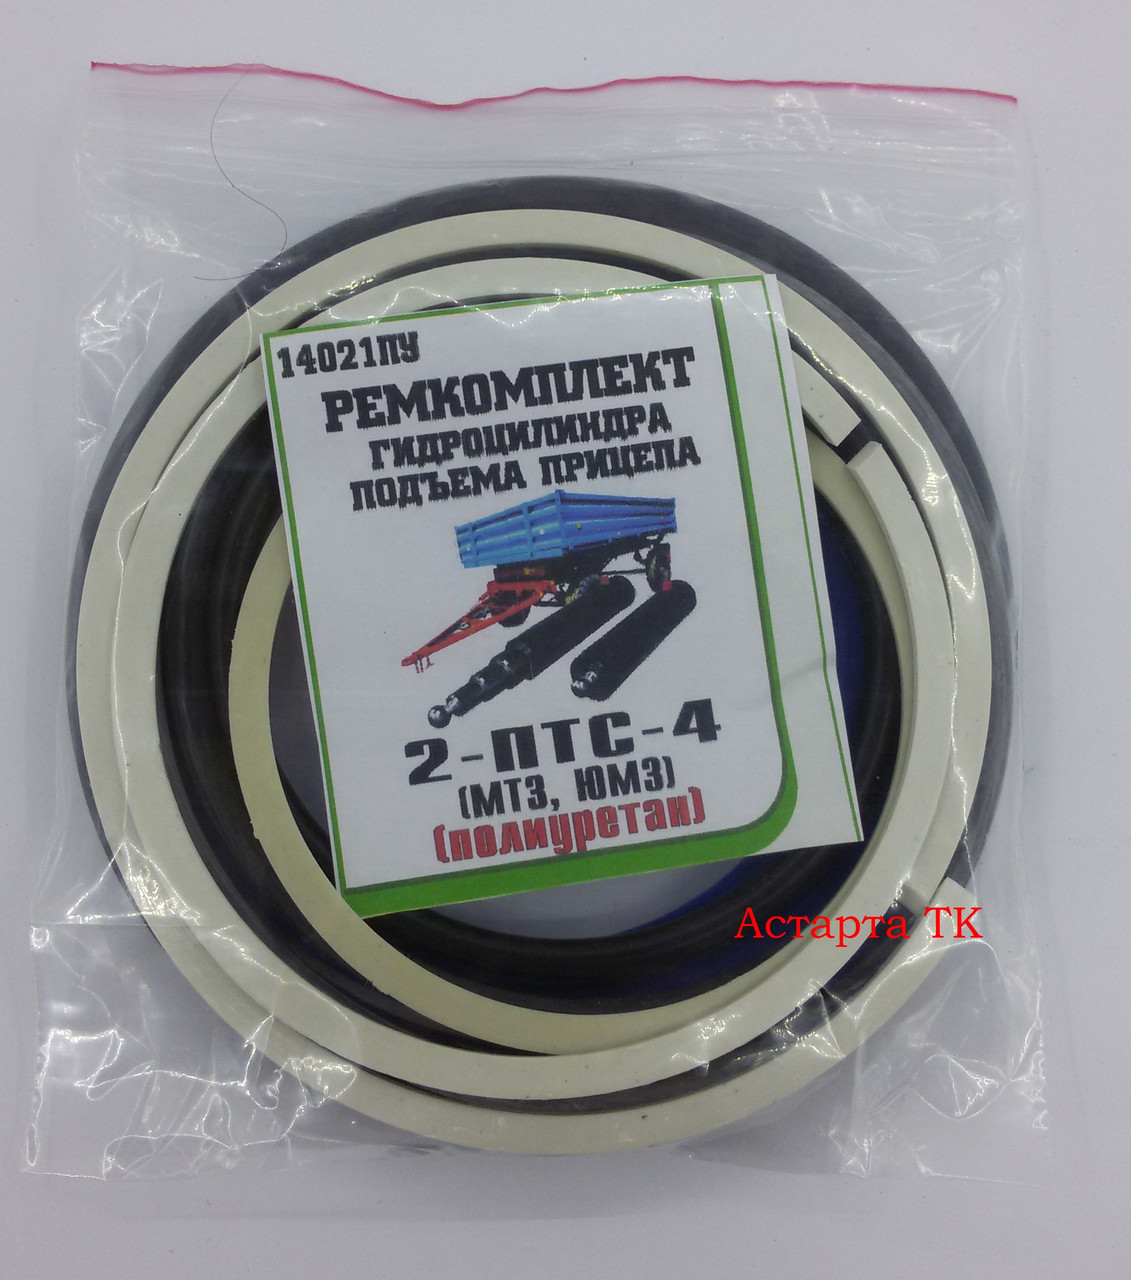 14021ПУ
РЕМКОМПЛЕКТ
ГИДРОЦИЛИНДРА
ПОДЪЕМА ПРИЦЕПА
2-ПТС-4
(МТЗ, ЮМЗ)
(полиуретан)
Астарта ТК